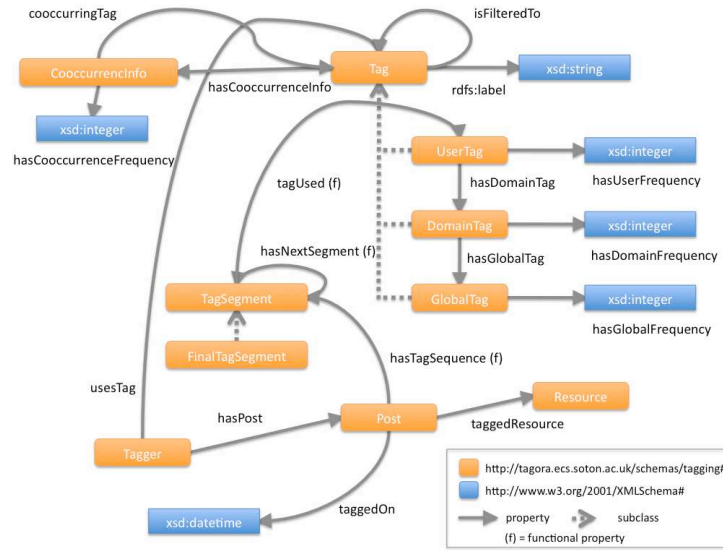 cooccurringTag
isFilteredTo
CooccurrencInfo
Tag
xsd:string
hasCooccurrenceInfo
rdfs:label
xsd:integer
hasCooccurrenceFrequency
UserTag
xsd:integer
tagUsed (f)
hasDomainTag
hasUserFrequency
DomainTag
xsd:integer
hasNextSegment (f)
hasGlobalTag
hasDomainFrequency
TagSegment
GlobalTag
xsd:integer
hasGlobalFrequency
FinalTagSegment
hasTagSequence (f)
usesTag
Resource
hasPost
Post
taggedResource
Tagger
http://tagora.ecs.soton.ac.uk/schemas/tagging#
http://www.w3.org/2001/XMLSchema#
taggedOn
xsd:datetime
property
subclass
(f) = functional property